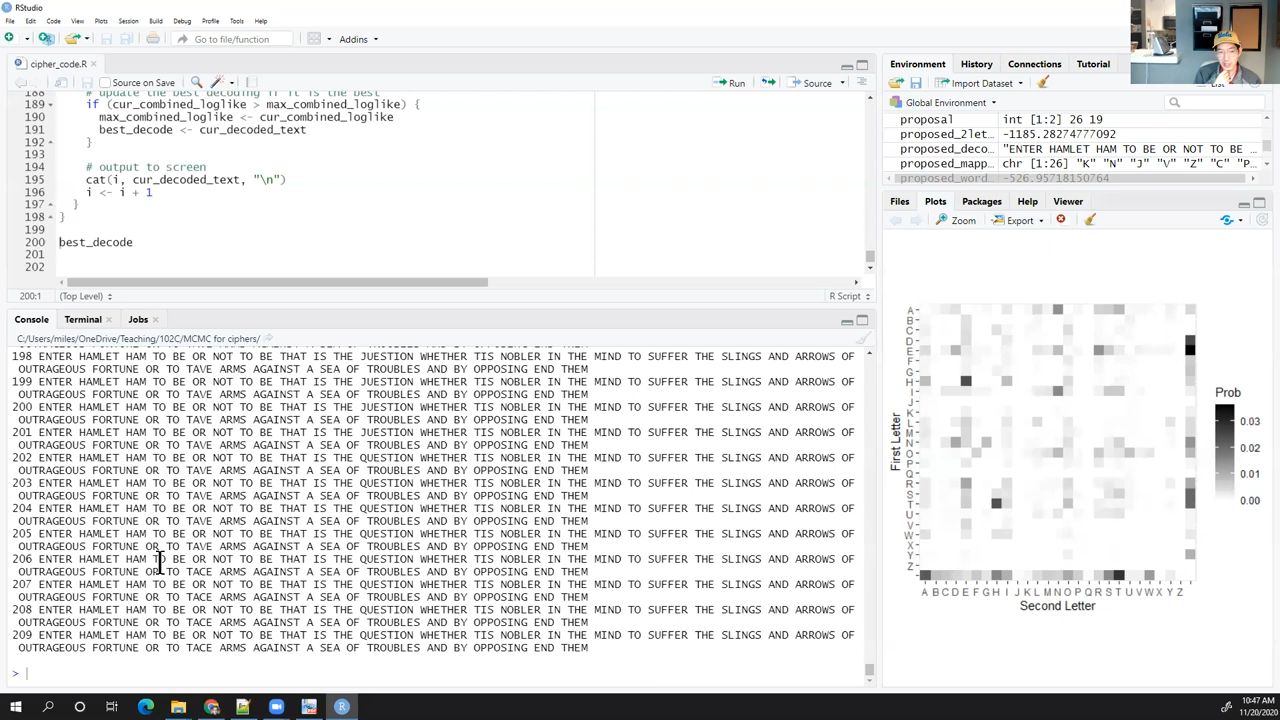 RStudio
File Edit Code View Plots Session Build Debug Profile Tools Help
Go to file/function
Addins
cipher_code.R
Source on Save
Run
Source
188 # update the best decoding if it is the best
189 if (cur_combined_loglike > max_combined_loglike) {
190 max_combined_loglike <- cur_combined_loglike
191 best_decode <- cur_decoded_text
192 }
193
194 # output to screen
195 cat(i, cur_decoded_text, "\n")
196 i <- i + 1
197 }
198 }
199
200 best_decode
201
202
200:1 (Top Level) R Script
Console Terminal Jobs
C:/Users/miles/OneDrive/Teaching/102C/MCMC for ciphers/
198 ENTER HAMLET HAM TO BE OR NOT TO BE THAT IS THE JUESTION WHETHER TIS NOBLER IN THE MIND TO SUFFER THE SLINGS AND ARROWS OF
OUTRAGEOUS FORTUNE OR TO TAVE ARMS AGAINST A SEA OF TROUBLES AND BY OPPOSING END THEM
199 ENTER HAMLET HAM TO BE OR NOT TO BE THAT IS THE JUESTION WHETHER TIS NOBLER IN THE MIND TO SUFFER THE SLINGS AND ARROWS OF
OUTRAGEOUS FORTUNE OR TO TAVE ARMS AGAINST A SEA OF TROUBLES AND BY OPPOSING END THEM
200 ENTER HAMLET HAM TO BE OR NOT TO BE THAT IS THE JUESTION WHETHER TIS NOBLER IN THE MIND TO SUFFER THE SLINGS AND ARROWS OF
OUTRAGEOUS FORTUNE OR TO TAVE ARMS AGAINST A SEA OF TROUBLES AND BY OPPOSING END THEM
201 ENTER HAMLET HAM TO BE OR NOT TO BE THAT IS THE JUESTION WHETHER TIS NOBLER IN THE MIND TO SUFFER THE SLINGS AND ARROWS OF
OUTRAGEOUS FORTUNE OR TO TAVE ARMS AGAINST A SEA OF TROUBLES AND BY OPPOSING END THEM
202 ENTER HAMLET HAM TO BE OR NOT TO BE THAT IS THE QUESTION WHETHER TIS NOBLER IN THE MIND TO SUFFER THE SLINGS AND ARROWS OF
OUTRAGEOUS FORTUNE OR TO TAVE ARMS AGAINST A SEA OF TROUBLES AND BY OPPOSING END THEM
203 ENTER HAMLET HAM TO BE OR NOT TO BE THAT IS THE QUESTION WHETHER TIS NOBLER IN THE MIND TO SUFFER THE SLINGS AND ARROWS OF
OUTRAGEOUS FORTUNE OR TO TAVE ARMS AGAINST A SEA OF TROUBLES AND BY OPPOSING END THEM
204 ENTER HAMLET HAM TO BE OR NOT TO BE THAT IS THE QUESTION WHETHER TIS NOBLER IN THE MIND TO SUFFER THE SLINGS AND ARROWS OF
OUTRAGEOUS FORTUNE OR TO TAVE ARMS AGAINST A SEA OF TROUBLES AND BY OPPOSING END THEM
205 ENTER HAMLET HAM TO BE OR NOT TO BE THAT IS THE QUESTION WHETHER TIS NOBLER IN THE MIND TO SUFFER THE SLINGS AND ARROWS OF
OUTRAGEOUS FORTUNE OR TO TAVE ARMS AGAINST A SEA OF TROUBLES AND BY OPPOSING END THEM
206 ENTER HAMLET HAM TO BE OR NOT TO BE THAT IS THE QUESTION WHETHER TIS NOBLER IN THE MIND TO SUFFER THE SLINGS AND ARROWS OF
OUTRAGEOUS FORTUNE OR TO TACE ARMS AGAINST A SEA OF TROUBLES AND BY OPPOSING END THEM
207 ENTER HAMLET HAM TO BE OR NOT TO BE THAT IS THE QUESTION WHETHER TIS NOBLER IN THE MIND TO SUFFER THE SLINGS AND ARROWS OF
OUTRAGEOUS FORTUNE OR TO TACE ARMS AGAINST A SEA OF TROUBLES AND BY OPPOSING END THEM
208 ENTER HAMLET HAM TO BE OR NOT TO BE THAT IS THE QUESTION WHETHER TIS NOBLER IN THE MIND TO SUFFER THE SLINGS AND ARROWS OF
OUTRAGEOUS FORTUNE OR TO TACE ARMS AGAINST A SEA OF TROUBLES AND BY OPPOSING END THEM
209 ENTER HAMLET HAM TO BE OR NOT TO BE THAT IS THE QUESTION WHETHER TIS NOBLER IN THE MIND TO SUFFER THE SLINGS AND ARROWS OF
OUTRAGEOUS FORTUNE OR TO TACE ARMS AGAINST A SEA OF TROUBLES AND BY OPPOSING END THEM
>
Environment History Connections Tutorial
Import Dataset
Global Environment
proposal int [1:2] 26 19
proposed_2let… -1185.28274777092
proposed_deco… "ENTER HAMLET HAM TO BE OR NOT TO BE …
proposed_mapp… chr [1:26] "K" "N" "J" "V" "Z" "C" "P…
proposed_word… -526.95718150764
Files Plots Packages Help Viewer
Zoom Export
First Letter
A
B
C
D
E
F
G
H
I
J
K
L
M
N
O
P
Q
R
S
T
U
V
W
X
Y
Z
A B C D E F G H I J K L M N O P Q R S T U V W X Y Z
Second Letter
Prob
0.03
0.02
0.01
0.00
10:47 AM
11/20/2020